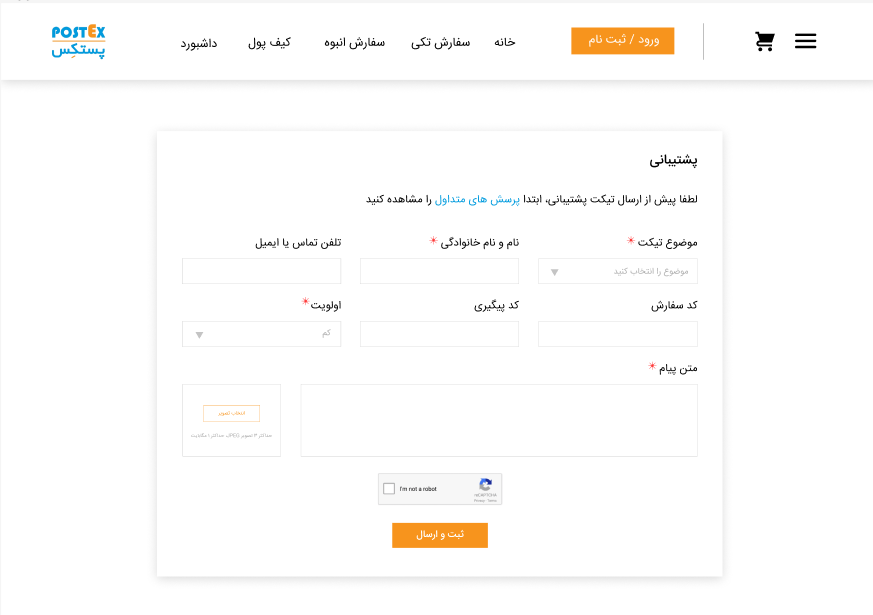 خانه سفارش تکی سفارش انبوه کیف پول داشبورد
ورود / ثبت نام
POSTEX
پستکِس
پشتیبانی
لطفا پیش از ارسال تیکت پشتیبانی، ابتدا پرسش های متداول را مشاهده کنید
موضوع تیکت * نام و نام خانوادگی * تلفن تماس یا ایمیل
موضوع را انتخاب کنید
کد سفارش کد پیگیری اولویت*
کم
متن پیام *
انتخاب تصویر
حداکثر ۳ تصویر JPEG، حداکثر ۱ مگابایت
I'm not a robot
reCAPTCHA
Privacy - Terms
ثبت و ارسال